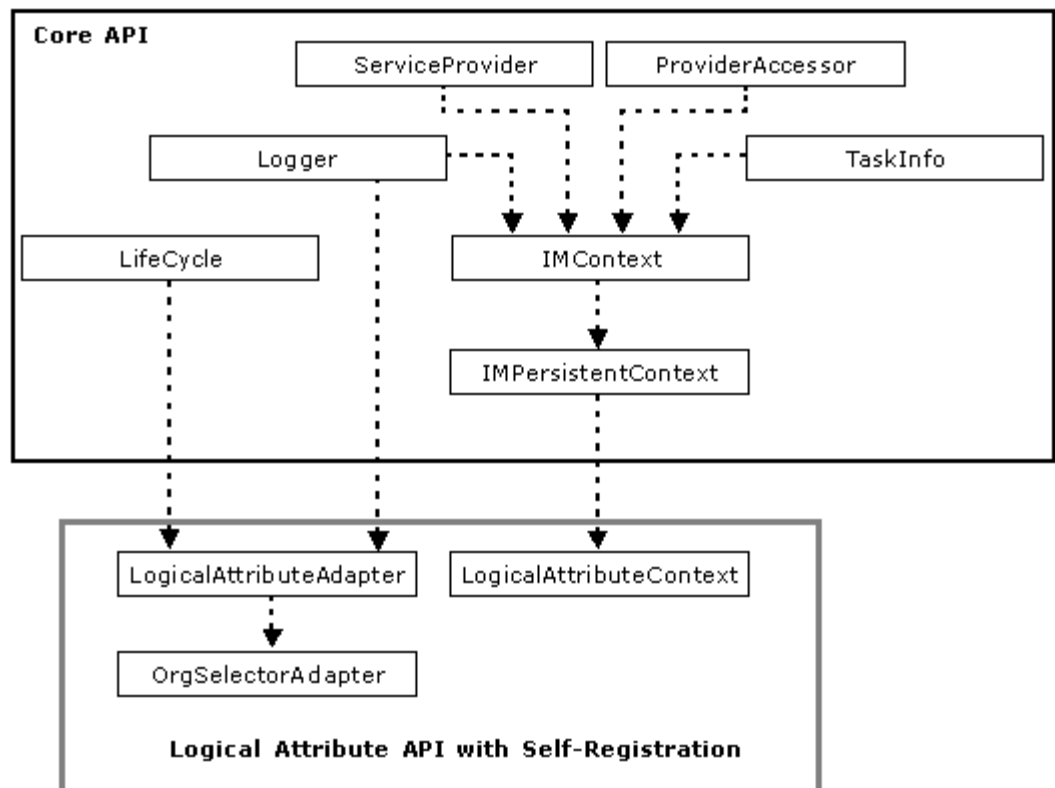 Core API
ServiceProvider
ProviderAccessor
Logger
TaskInfo
LifeCycle
IMContext
IMPersistentContext
LogicalAttributeAdapter
LogicalAttributeContext
OrgSelectorAdapter
Logical Attribute API with Self-Registration